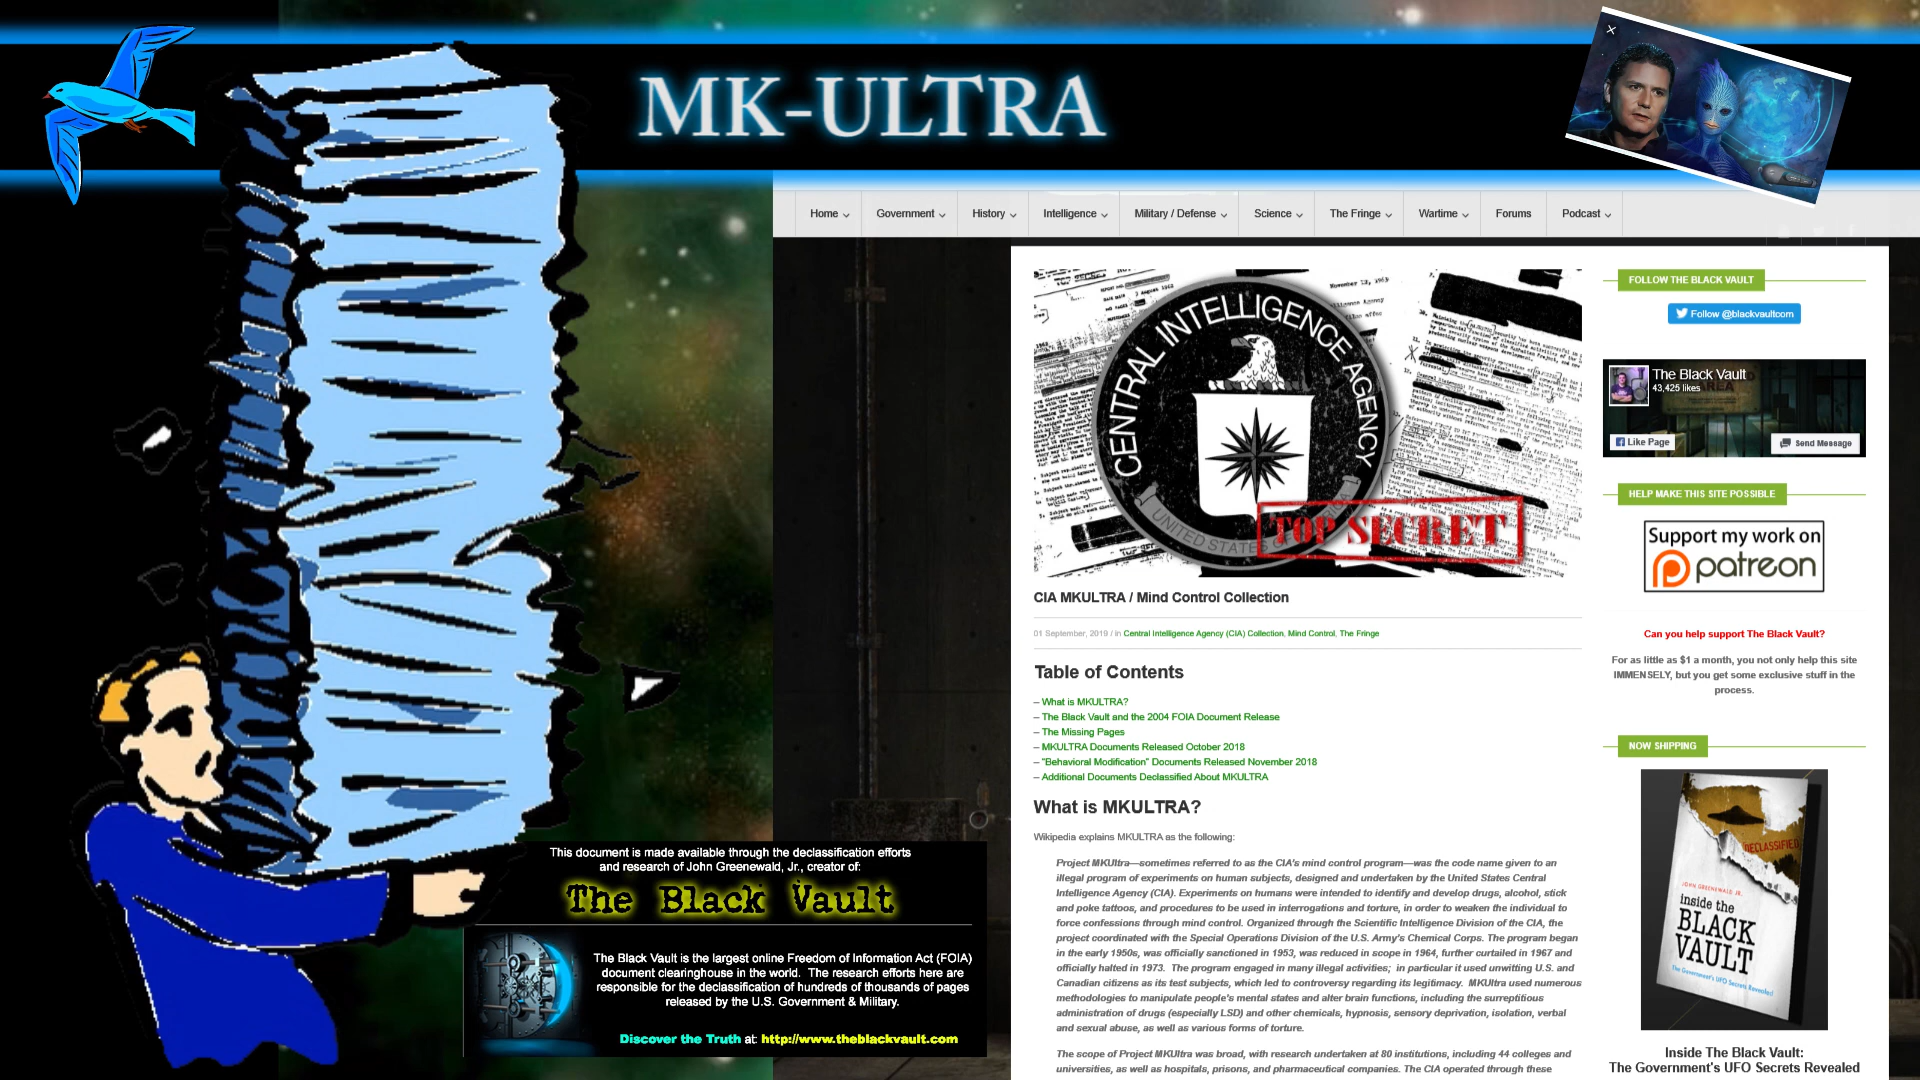 MK-ULTRA
Home
Government
History
Intelligence
Military / Defense
Science
The Fringe
Wartime
Forums
Podcast
November 13, 1963
CENTRAL INTELLIGENCE AGENCY
UNITED STATES
TOP SECRET
CIA MKULTRA / Mind Control Collection
01 September, 2019 / in Central Intelligence Agency (CIA) Collection, Mind Control, The Fringe
Table of Contents
– What is MKULTRA?
– The Black Vault and the 2004 FOIA Document Release
– The Missing Pages
– MKULTRA Documents Released October 2018
– "Behavioral Modification" Documents Released November 2018
– Additional Documents Declassified About MKULTRA
What is MKULTRA?
Wikipedia explains MKULTRA as the following:
Project MKUltra—sometimes referred to as the CIA's mind control program—was the code name given to an
illegal program of experiments on human subjects, designed and undertaken by the United States Central
Intelligence Agency (CIA). Experiments on humans were intended to identify and develop drugs, alcohol, stick
and poke tattoos, and procedures to be used in interrogations and torture, in order to weaken the individual to
force confessions through mind control. Organized through the Scientific Intelligence Division of the CIA, the
project coordinated with the Special Operations Division of the U.S. Army's Chemical Corps. The program began
in the early 1950s, was officially sanctioned in 1953, was reduced in scope in 1964, further curtailed in 1967 and
officially halted in 1973. The program engaged in many illegal activities; in particular it used unwitting U.S. and
Canadian citizens as its test subjects, which led to controversy regarding its legitimacy. MKUltra used numerous
methodologies to manipulate people's mental states and alter brain functions, including the surreptitious
administration of drugs (especially LSD) and other chemicals, hypnosis, sensory deprivation, isolation, verbal
and sexual abuse, as well as various forms of torture.
The scope of Project MKUltra was broad, with research undertaken at 80 institutions, including 44 colleges and
universities, as well as hospitals, prisons, and pharmaceutical companies. The CIA operated through these
FOLLOW THE BLACK VAULT
Follow @blackvaultcom
The Black Vault
43,425 likes
AREA
Like Page
Send Message
HELP MAKE THIS SITE POSSIBLE
Support my work on
patreon
Can you help support The Black Vault?
For as little as $1 a month, you not only help this site
IMMENSELY, but you get some exclusive stuff in the
process.
NOW SHIPPING
DECLASSIFIED
JOHN GREENEWALD JR.
inside the
BLACK
VAULT
The Government's UFO Secrets Revealed
Inside The Black Vault:
The Government's UFO Secrets Revealed
This document is made available through the declassification efforts
and research of John Greenewald, Jr., creator of:
The Black Vault
The Black Vault is the largest online Freedom of Information Act (FOIA)
document clearinghouse in the world. The research efforts here are
responsible for the declassification of hundreds of thousands of pages
released by the U.S. Government & Military.
Discover the Truth at: http://www.theblackvault.com